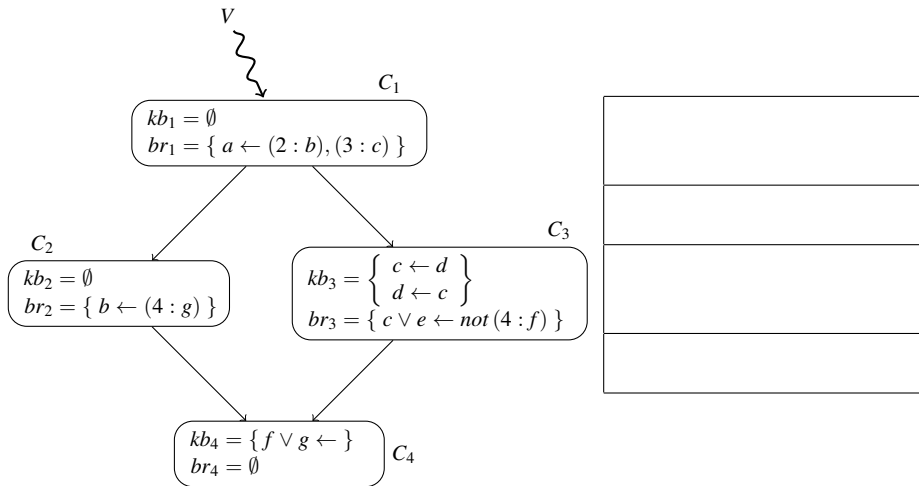 V
C₁
kb₁ = ∅
br₁ = { a ← (2 : b), (3 : c) }
C₂
kb₂ = ∅
br₂ = { b ← (4 : g) }
C₃
kb₃ = { c ← d
d ← c }
br₃ = { c ∨ e ← not (4 : f) }
kb₄ = { f ∨ g ← }
br₄ = ∅
C₄